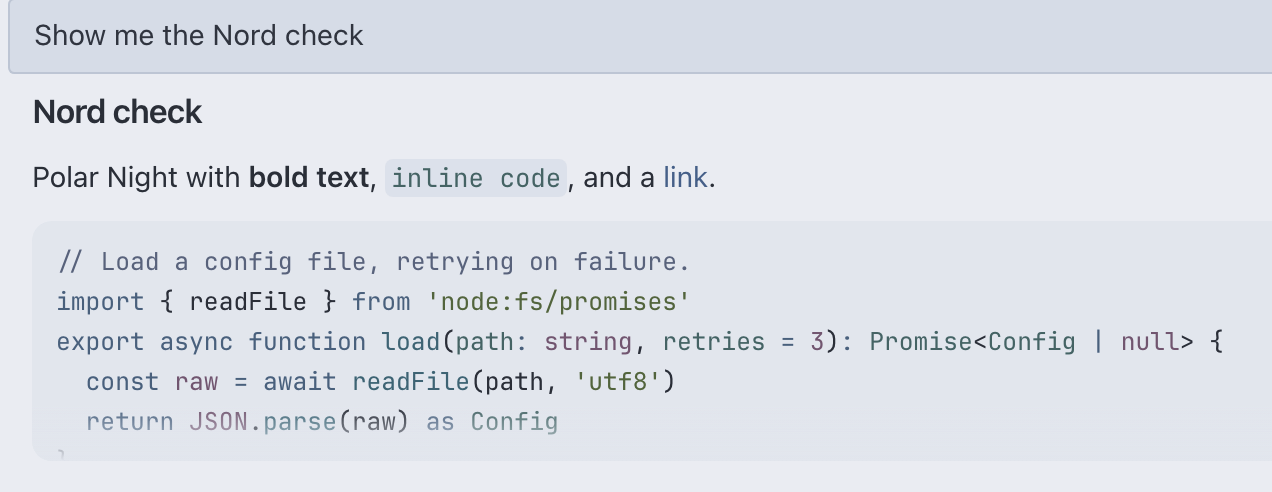 Show me the Nord check
Nord check
Polar Night with bold text, inline code, and a link.
// Load a config file, retrying on failure.
import { readFile } from 'node:fs/promises'
export async function load(path: string, retries = 3): Promise<Config | null> {
  const raw = await readFile(path, 'utf8')
  return JSON.parse(raw) as Config
}